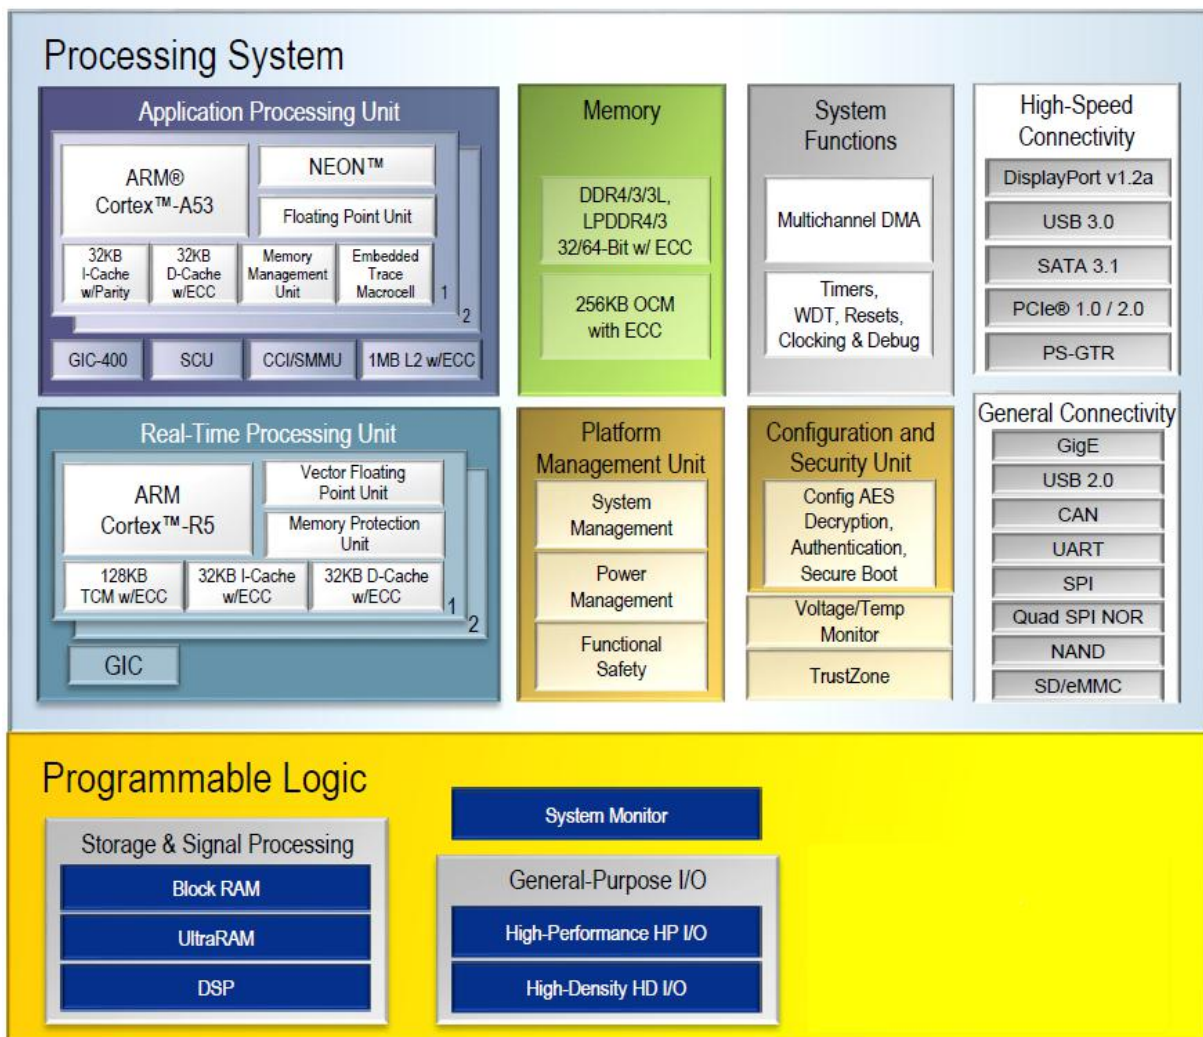 Processing System
Application Processing Unit
ARM®
Cortex™-A53
NEON™
Floating Point Unit
32KB
I-Cache
w/Parity
32KB
D-Cache
w/ECC
Memory
Management
Unit
Embedded
Trace
Macrocell
1
2
GIC-400
SCU
CCI/SMMU
1MB L2 w/ECC
Memory
DDR4/3/3L,
LPDDR4/3
32/64-Bit w/ ECC
256KB OCM
with ECC
System
Functions
Multichannel DMA
Timers,
WDT, Resets,
Clocking & Debug
High-Speed
Connectivity
DisplayPort v1.2a
USB 3.0
SATA 3.1
PCIe® 1.0 / 2.0
PS-GTR
Real-Time Processing Unit
ARM
Cortex™-R5
Vector Floating
Point Unit
Memory Protection
Unit
128KB
TCM w/ECC
32KB I-Cache
w/ECC
32KB D-Cache
w/ECC
1
2
GIC
Platform
Management Unit
System
Management
Power
Management
Functional
Safety
Configuration and
Security Unit
Config AES
Decryption,
Authentication,
Secure Boot
Voltage/Temp
Monitor
TrustZone
General Connectivity
GigE
USB 2.0
CAN
UART
SPI
Quad SPI NOR
NAND
SD/eMMC
Programmable Logic
Storage & Signal Processing
Block RAM
UltraRAM
DSP
System Monitor
General-Purpose I/O
High-Performance HP I/O
High-Density HD I/O